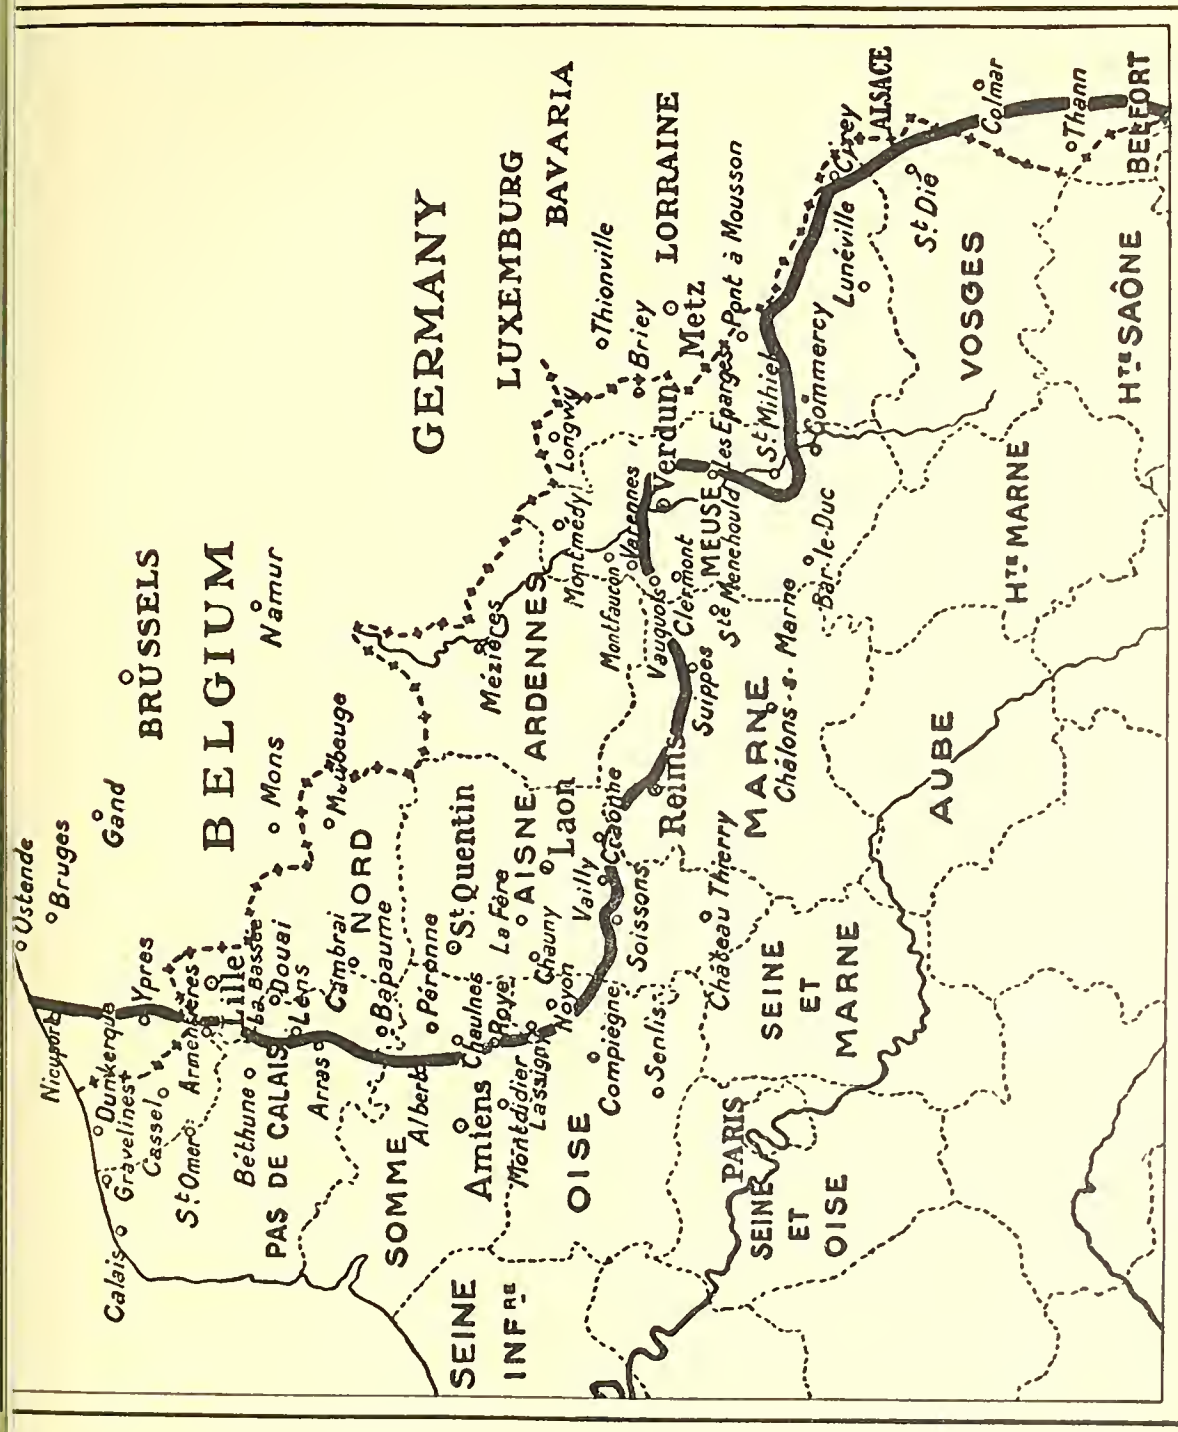 Ostende
Bruges
Gand
BRUSSELS
BELGIUM
Namur
Mons
Maubeuge
GERMANY
LUXEMBURG
BAVARIA
LORRAINE
ALSACE
Nieuport
Dunkerque
Gravelines
Calais
Cassel
St Omer
Ypres
Armentières
Lille
La Bassée
Douai
Lens
Béthune
PAS DE CALAIS
Arras
Cambrai
NORD
Bapaume
Péronne
Albert
SOMME
Amiens
Chaulnes
Roye
Montdidier
Lassigny
St Quentin
La Fère
AISNE
Chauny
Noyon
Laon
Vailly
Craonne
Soissons
Compiègne
Senlis
OISE
SEINE
INFRE
Mézières
ARDENNES
Montmédy
Longwy
Thionville
Briey
Metz
Verdun
Varennes
Montfaucon
Vauquois
Clermont
MEUSE
Ste Menehould
Les Eparges
Pont à Mousson
St Mihiel
Commercy
Lunéville
Cirey
St Dié
Colmar
Thann
BELFORT
Reims
Suippes
MARNE
Châlons-s-Marne
Bar-le-Duc
Château Thierry
SEINE
ET
MARNE
PARIS
SEINE
ET
OISE
AUBE
HTE MARNE
VOSGES
HTE SAÔNE